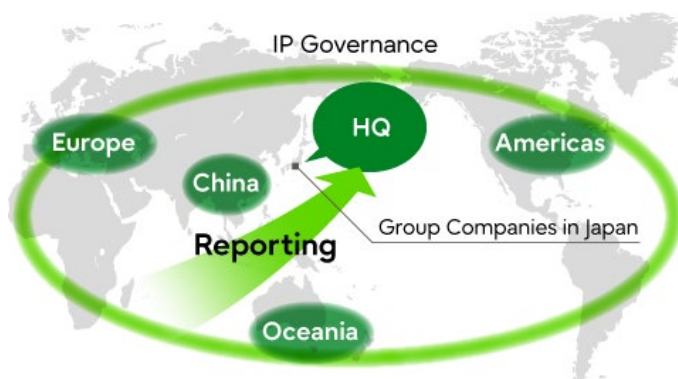 IP Governance
HQ
Europe
Americas
China
Group Companies in Japan
Reporting
Oceania